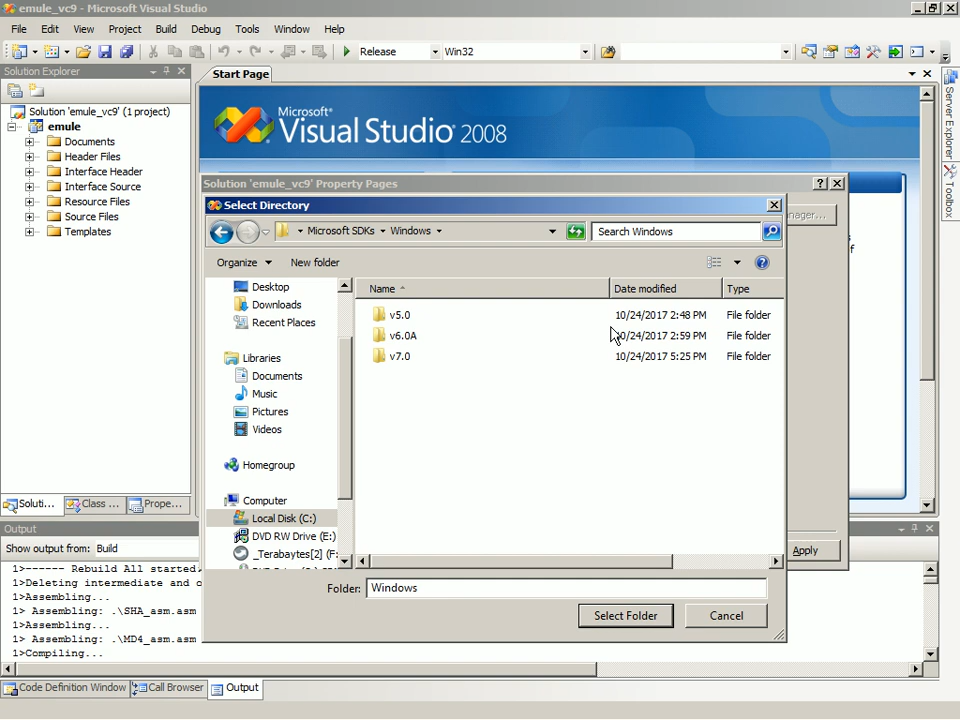 emule_vc9 - Microsoft Visual Studio
File Edit View Project Build Debug Tools Window Help
Release Win32
Solution Explorer
Start Page
Solution 'emule_vc9' (1 project)
emule
Documents
Header Files
Interface Header
Interface Source
Resource Files
Source Files
Templates
Soluti... Class ... Prope...
Microsoft®
Visual Studio® 2008
Server Explorer
Toolbox
Solution 'emule_vc9' Property Pages
nager...
Select Directory
Microsoft SDKs Windows Search Windows
Organize New folder
Desktop
Downloads
Recent Places
Libraries
Documents
Music
Pictures
Videos
Homegroup
Computer
Local Disk (C:)
DVD RW Drive (E:)
_Terabytes[2] (F:
Name Date modified Type
v5.0 10/24/2017 2:48 PM File folder
v6.0A 10/24/2017 2:59 PM File folder
v7.0 10/24/2017 5:25 PM File folder
Folder: Windows
Select Folder Cancel
Apply
Output
Show output from: Build
1>------ Rebuild All started,
1>Deleting intermediate and o
1>Assembling...
1> Assembling: .\SHA_asm.asm
1>Assembling...
1> Assembling: .\MD4_asm.asm
1>Compiling...
Code Definition Window Call Browser Output